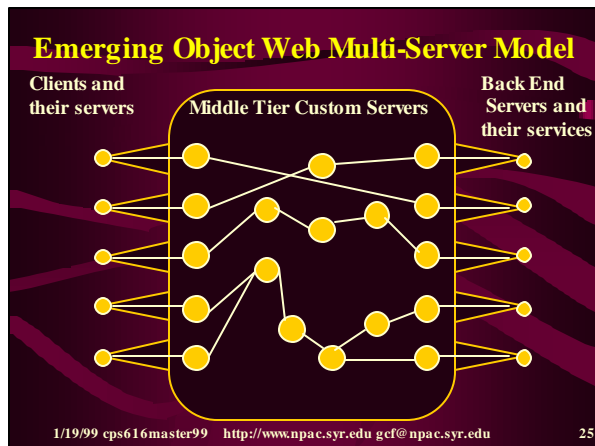 Emerging Object Web Multi-Server Model
Clients and
their servers
Middle Tier Custom Servers
Back End
Servers and
their services
1/19/99 cps616master99 http://www.npac.syr.edu gcf@npac.syr.edu 25